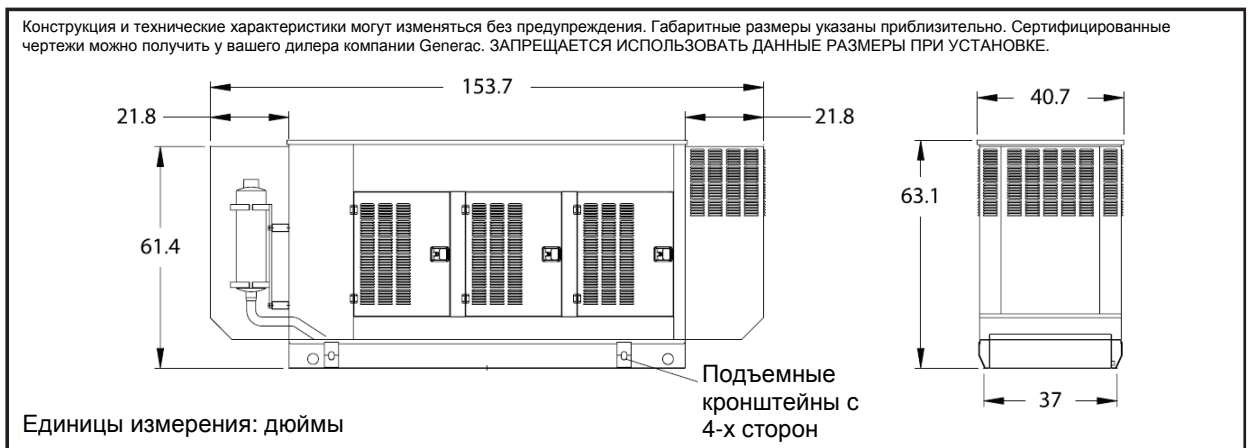 Конструкция и технические характеристики могут изменяться без предупреждения. Габаритные размеры указаны приблизительно. Сертифицированные
чертежи можно получить у вашего дилера компании Generac. ЗАПРЕЩАЕТСЯ ИСПОЛЬЗОВАТЬ ДАННЫЕ РАЗМЕРЫ ПРИ УСТАНОВКЕ.
153.7
40.7
21.8
21.8
63.1
61.4
Подъемные
кронштейны с
4-х сторон
37
Единицы измерения: дюймы